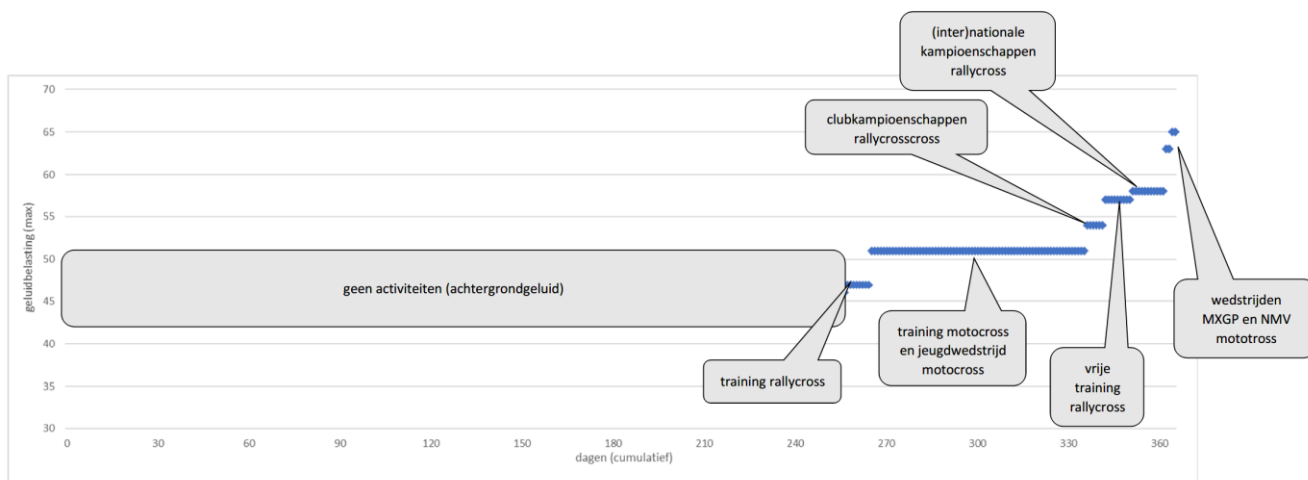 (inter)nationale
kampioenschappen
rallycross
clubkampioenschappen
rallycrosscross
geluidbelasting (max)
70
65
60
55
50
45
40
35
30
geen activiteiten (achtergrondgeluid)
training rallycross
training motocross
en jeugdwedstrijd
motocross
vrije
training
rallycross
wedstrijden
MXGP en NMV
mototross
0 30 60 90 120 150 180 210 240 270 300 330 360
dagen (cumulatief)